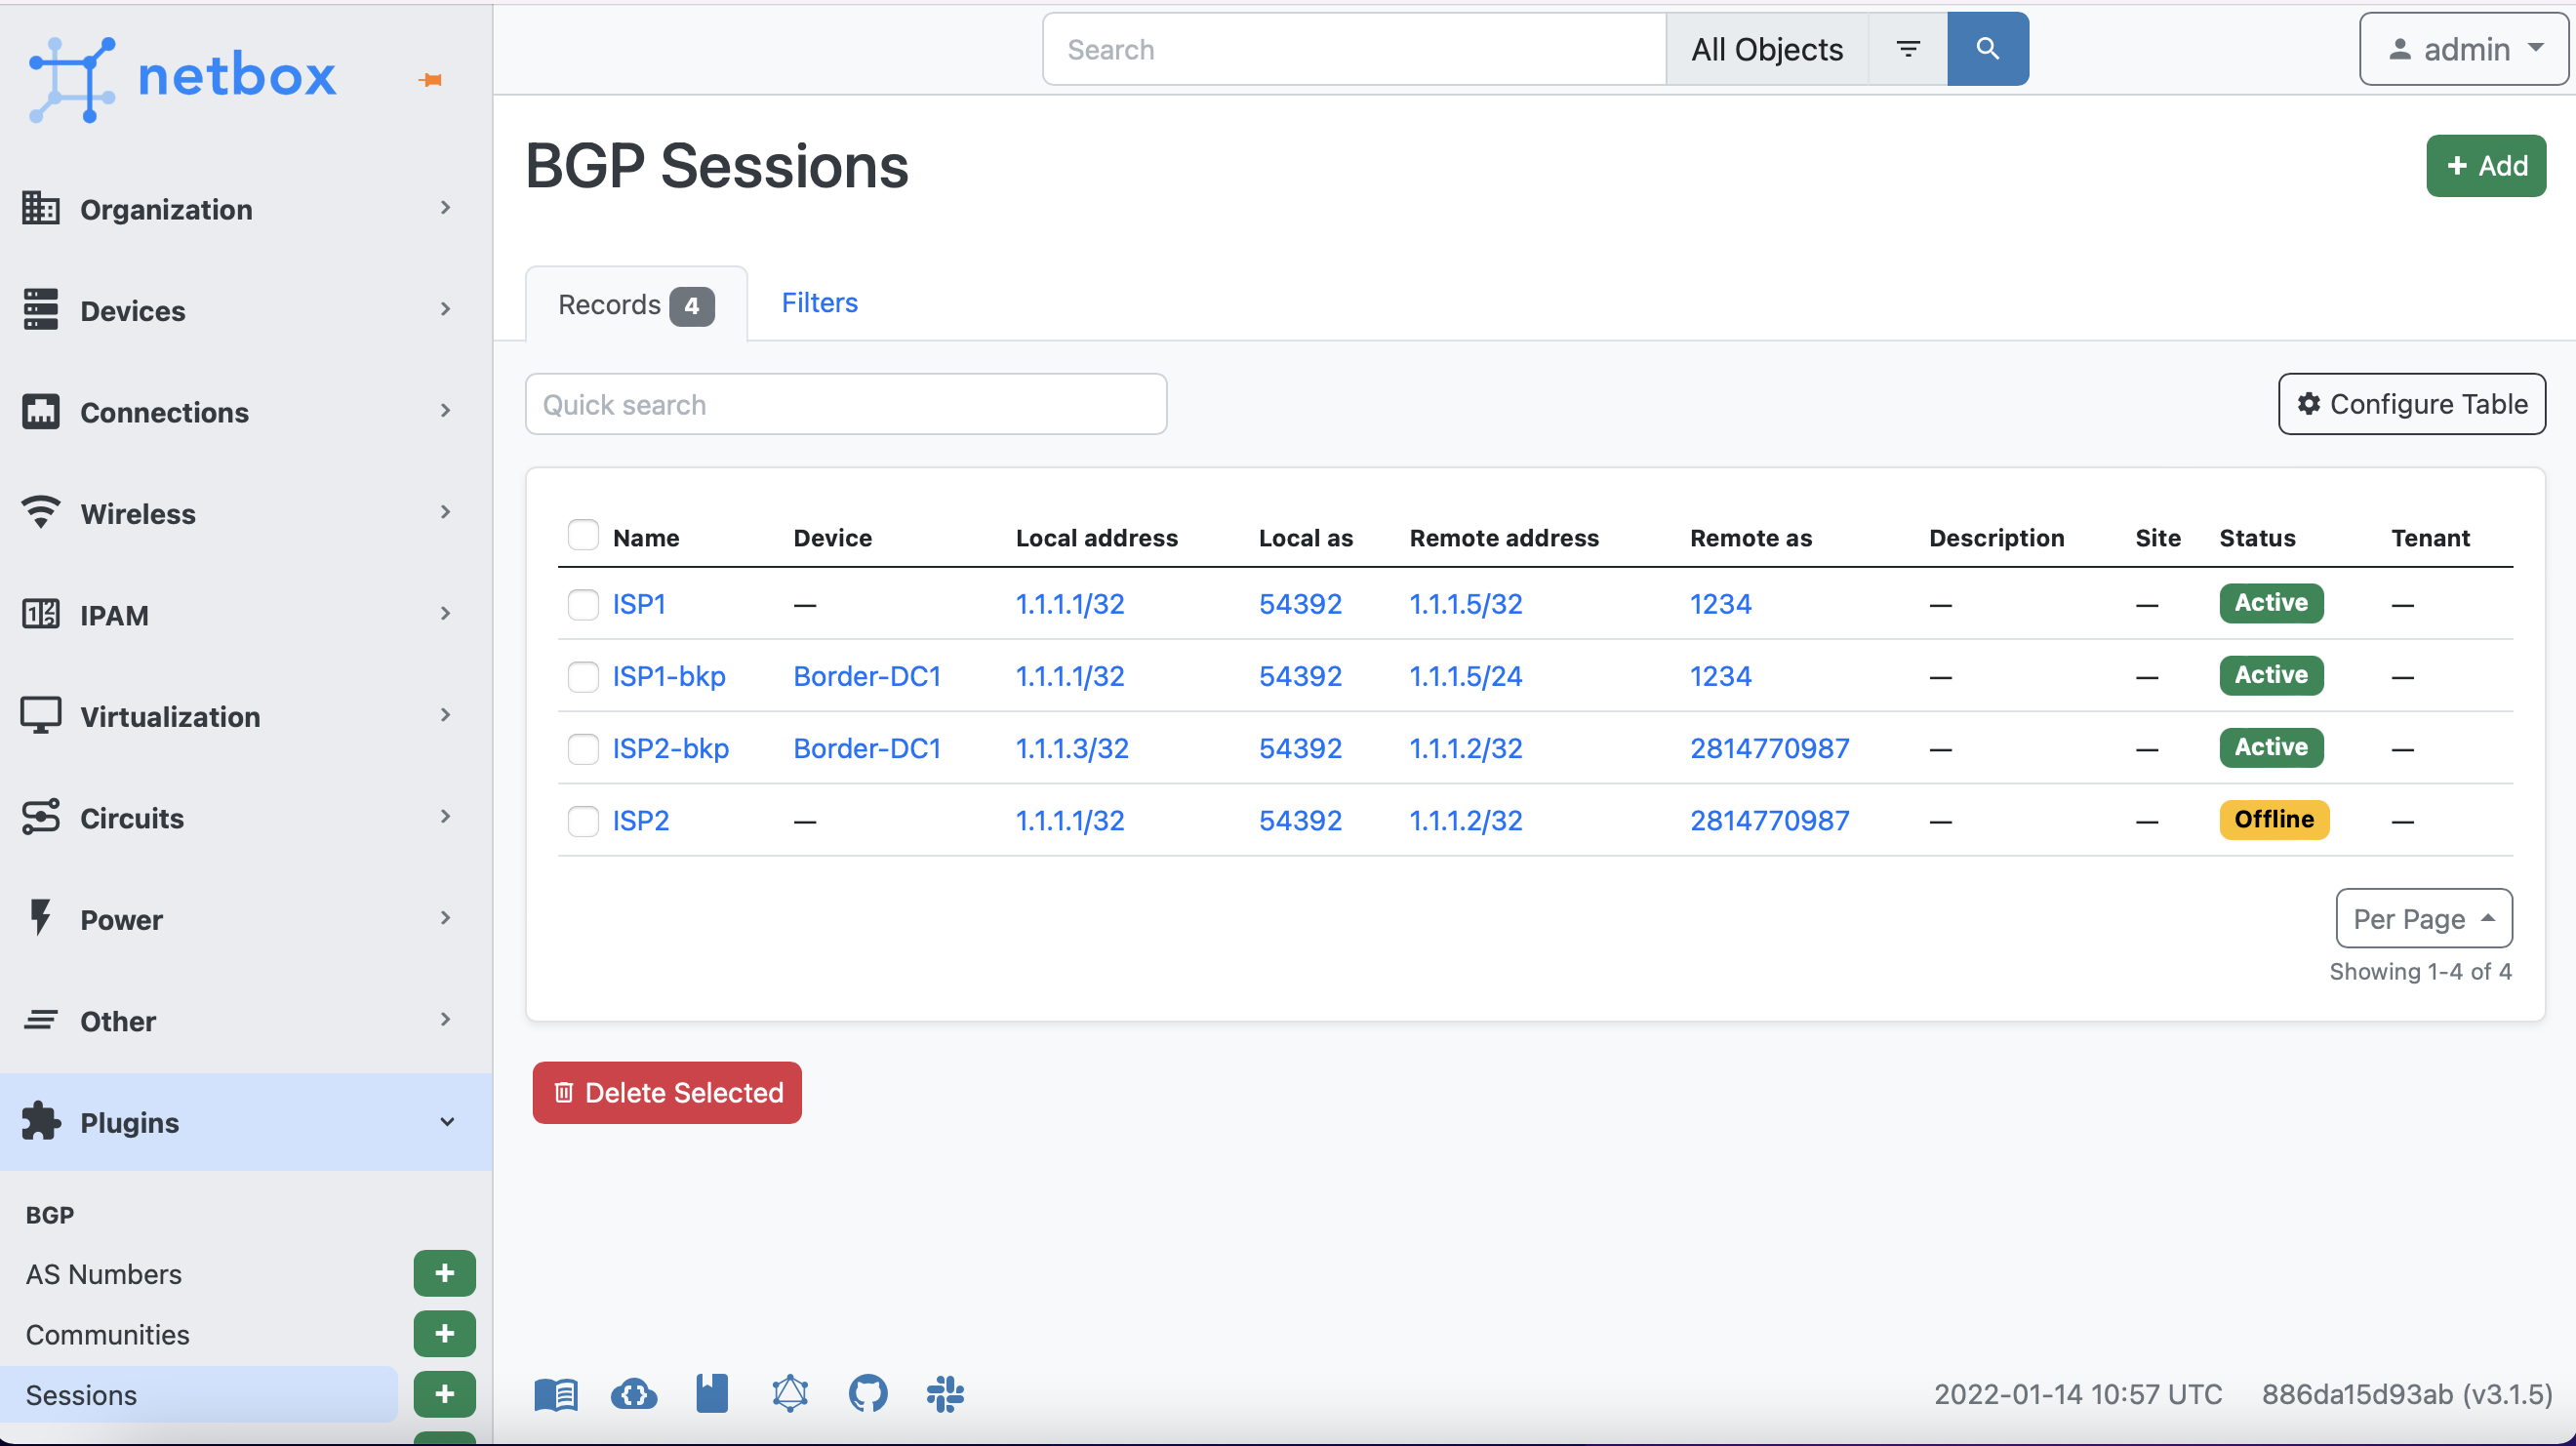 netbox
Search
All Objects
admin
Organization
Devices
Connections
Wireless
IPAM
Virtualization
Circuits
Power
Other
Plugins
BGP
AS Numbers
Communities
Sessions
BGP Sessions
+ Add
Records 4
Filters
Quick search
Configure Table
Name Device Local address Local as Remote address Remote as Description Site Status Tenant
ISP1 — 1.1.1.1/32 54392 1.1.1.5/32 1234 — — Active —
ISP1-bkp Border-DC1 1.1.1.1/32 54392 1.1.1.5/24 1234 — — Active —
ISP2-bkp Border-DC1 1.1.1.3/32 54392 1.1.1.2/32 2814770987 — — Active —
ISP2 — 1.1.1.1/32 54392 1.1.1.2/32 2814770987 — — Offline —
Per Page
Showing 1-4 of 4
Delete Selected
2022-01-14 10:57 UTC 886da15d93ab (v3.1.5)